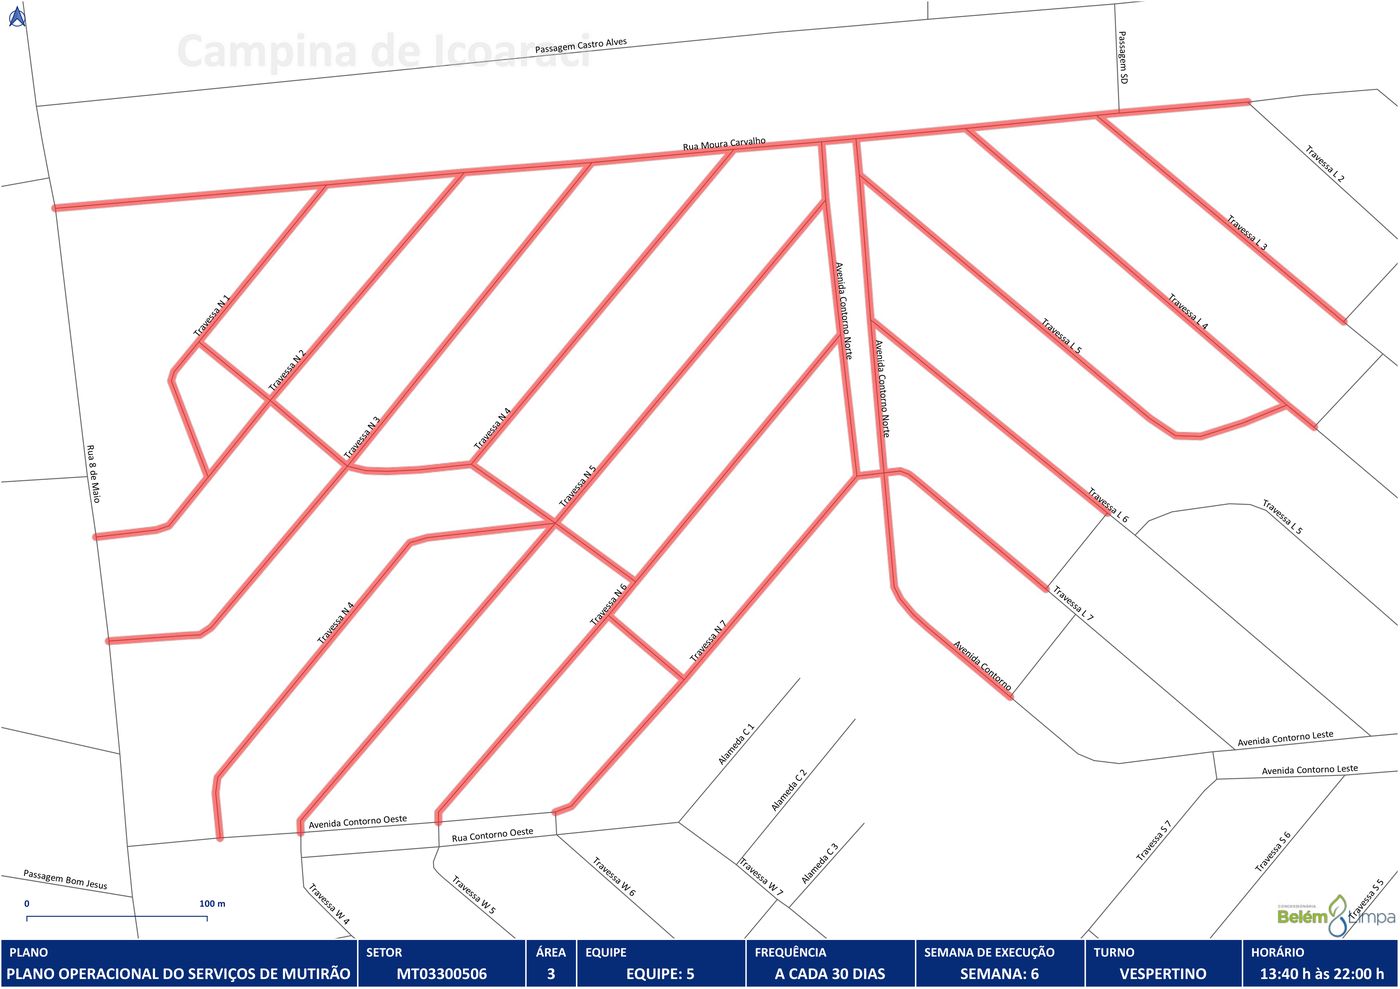 Campina de Icoaraci
Passagem Castro Alves
Passagem SD
Rua Moura Carvalho
Travessa L 2
Travessa L 3
Travessa L 4
Travessa L 5
Avenida Contorno Norte
Avenida Contorno Norte
Travessa N 1
Travessa N 2
Travessa N 3
Travessa N 4
Travessa N 5
Rua 8 de Maio
Travessa L 6
Travessa L 5
Travessa N 4
Travessa N 6
Travessa N 7
Travessa L 7
Avenida Contorno
Alameda C 1
Alameda C 2
Alameda C 3
Avenida Contorno Leste
Avenida Contorno Leste
Avenida Contorno Oeste
Rua Contorno Oeste
Travessa W 4
Travessa W 5
Travessa W 6
Travessa W 7
Travessa S 7
Travessa S 6
Travessa S 5
Passagem Bom Jesus
0 100 m
CONCESSIONÁRIA
Belém Limpa
PLANO
PLANO OPERACIONAL DO SERVIÇOS DE MUTIRÃO
SETOR
MT03300506
ÁREA
3
EQUIPE
EQUIPE: 5
FREQUÊNCIA
A CADA 30 DIAS
SEMANA DE EXECUÇÃO
SEMANA: 6
TURNO
VESPERTINO
HORÁRIO
13:40 h às 22:00 h